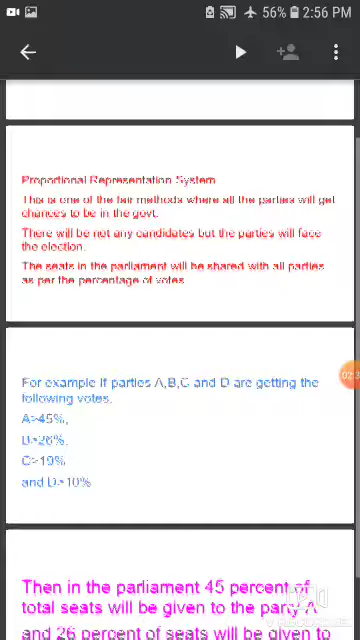 56% 2:56 PM
Proportional Representation System
This is one of the fair methods where all the parties will get
chances to be in the govt.
There will be not any candidates but the parties will face
the election.
The seats in the parliament will be shared with all parties
as per the percentage of votes
02:3
For example If parties A,B,C and D are getting the
following votes.
A>45%,
B>26%.
C>19%
and D>10%
Then in the parliament 45 percent of
total seats will be given to the party A
and 26 percent of seats will be given to